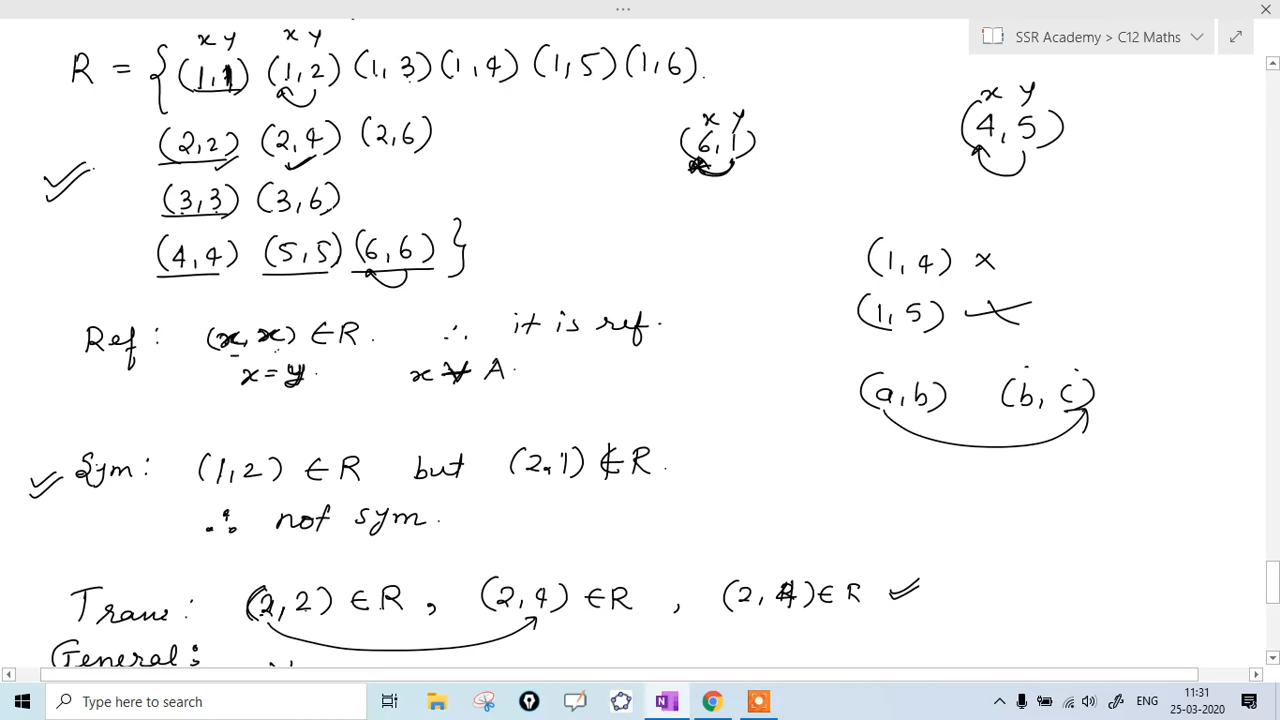 SSR Academy > C12 Maths
x y x y
R = { (1,1) (1,2) (1,3) (1,4) (1,5) (1,6).
(2,2) (2,4) (2,6)
(3,3) (3,6)
(4,4) (5,5) (6,6) }
x y
(6,1)
x y
(4,5)
(1,4) x
(1,5)
(a,b) (b,c)
Ref : (x,x) ∈ R. ∴ it is ref.
x = y. x ∀ A.
Sym : (1,2) ∈ R but (2,1) ∉ R.
∴ not sym.
Trans : (2,2) ∈ R, (2,4) ∈ R, (2,4) ∈ R
General :
Type here to search
11:31
ENG
25-03-2020